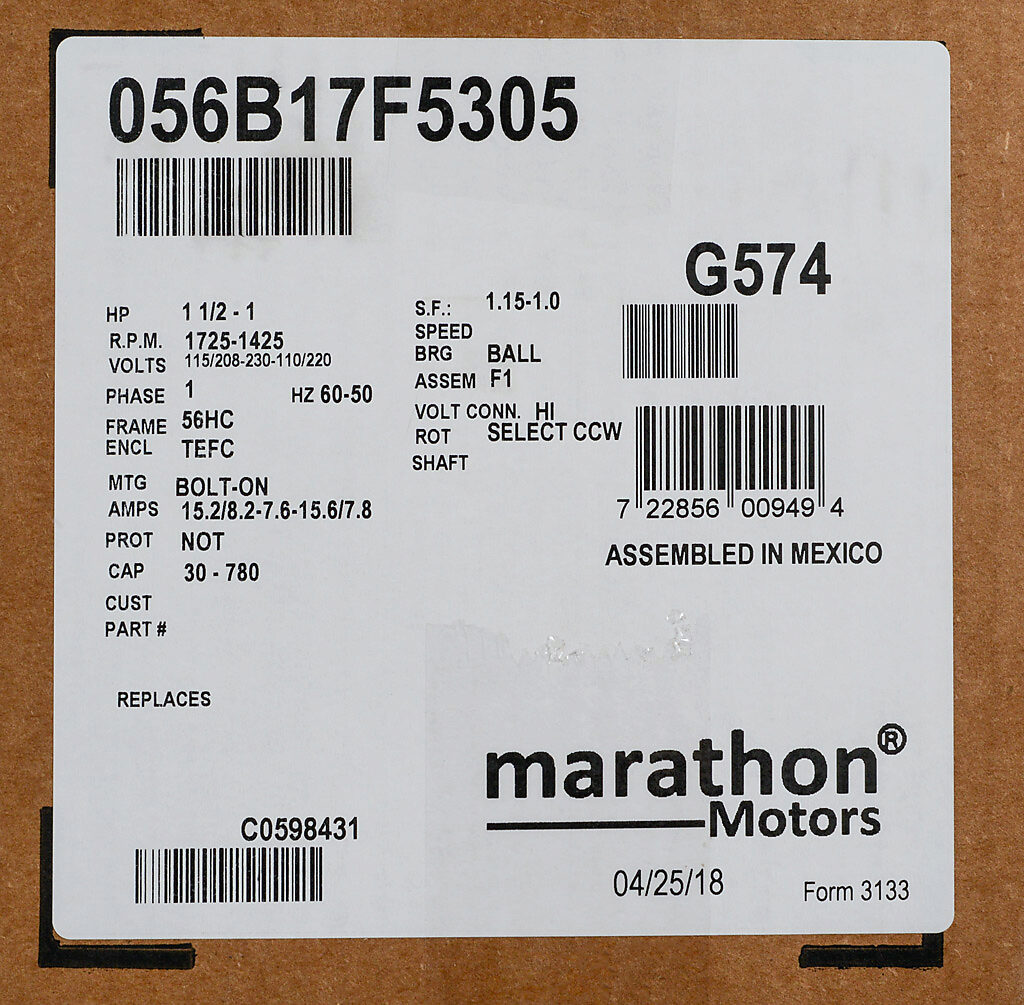 056B17F5305
G574
HP 1 1/2 - 1
R.P.M. 1725-1425
VOLTS 115/208-230-110/220
PHASE 1 HZ 60-50
FRAME 56HC
ENCL TEFC
MTG BOLT-ON
AMPS 15.2/8.2-7.6-15.6/7.8
PROT NOT
CAP 30 - 780
CUST
PART #
REPLACES
S.F.: 1.15-1.0
SPEED
BRG BALL
ASSEM F1
VOLT CONN. HI
ROT SELECT CCW
SHAFT
7 22856 00949 4
ASSEMBLED IN MEXICO
C0598431
marathon®
Motors
04/25/18
Form 3133